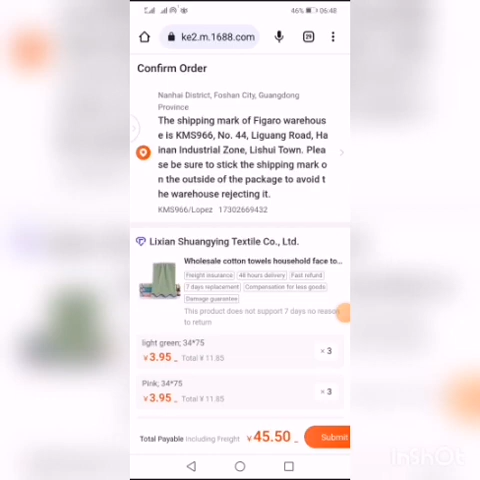 46% 06:48
ke2.m.1688.com
29
Confirm Order
Nanhai District, Foshan City, Guangdong
Province
The shipping mark of Figaro warehous
e is KMS966, No. 44, Liguang Road, Ha
inan Industrial Zone, Lishui Town. Plea
se be sure to stick the shipping mark o
n the outside of the package to avoid t
he warehouse rejecting it.
KMS966/Lopez 17302669432
Lixian Shuangying Textile Co., Ltd.
Wholesale cotton towels household face to...
Freight insurance 48 hours delivery Fast refund
7 days replacement Compensation for less goods
Damage guarantee
This product does not support 7 days no reason
to return
light green; 34*75
¥3.95 Total ¥11.85 ×3
Pink; 34*75
¥3.95 Total ¥11.85 ×3
Total Payable Including Freight ¥45.50 Submit
inshot